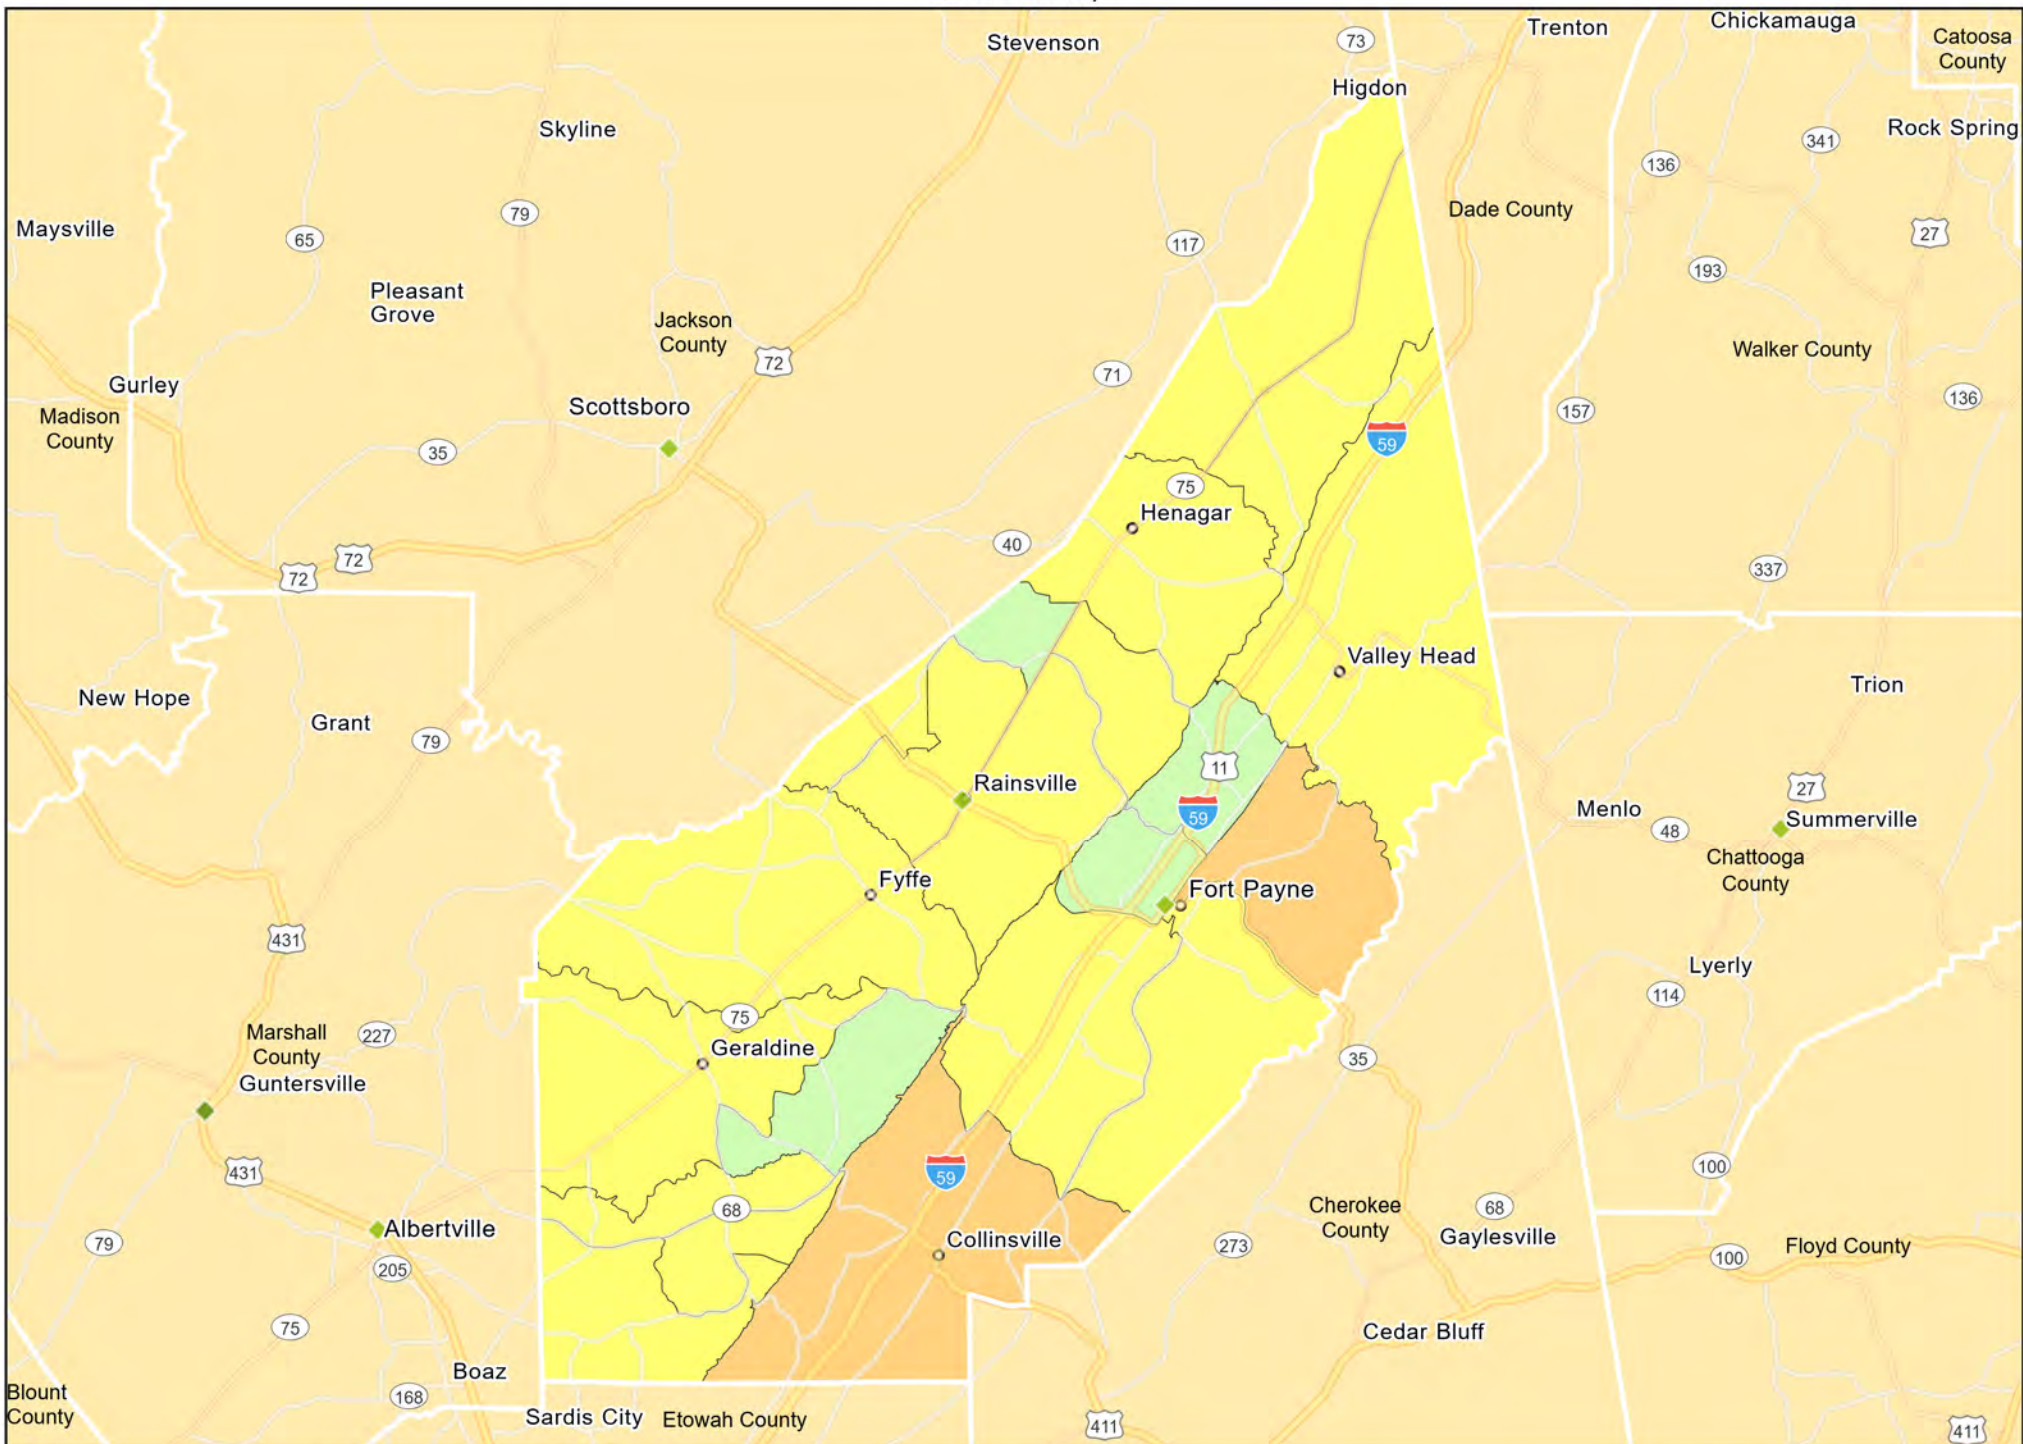 Stevenson
73
Trenton
Chickamauga
Catoosa
County
Higdon
Skyline
Rock Spring
341
136
Maysville
79
65
117
Dade County
27
193
Pleasant
Grove
Jackson
County
72
Walker County
71
Gurley
Scottsboro
Madison
County
35
59
157
136
75
Henagar
40
72
72
337
Valley Head
New Hope
Grant
79
Trion
11
59
Rainsville
27
Menlo
48
Summerville
Chattooga
County
Fyffe
Fort Payne
431
Lyerly
114
75
Marshall
County
227
Geraldine
35
Guntersville
431
59
100
68
Cherokee
County
68
Gaylesville
79
Albertville
205
Collinsville
273
100
Floyd County
75
Cedar Bluff
Boaz
168
Blount
County
Sardis City
Etowah County
411
411